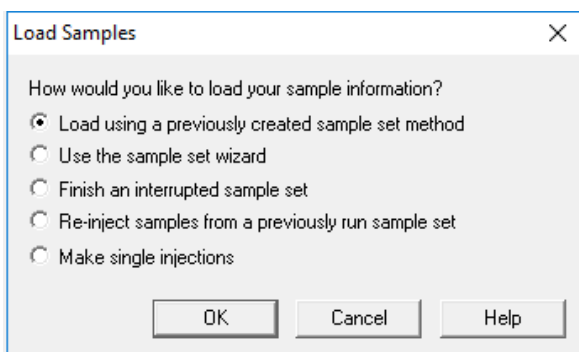 Load Samples
How would you like to load your sample information?
Load using a previously created sample set method
Use the sample set wizard
Finish an interrupted sample set
Re-inject samples from a previously run sample set
Make single injections
OK Cancel Help